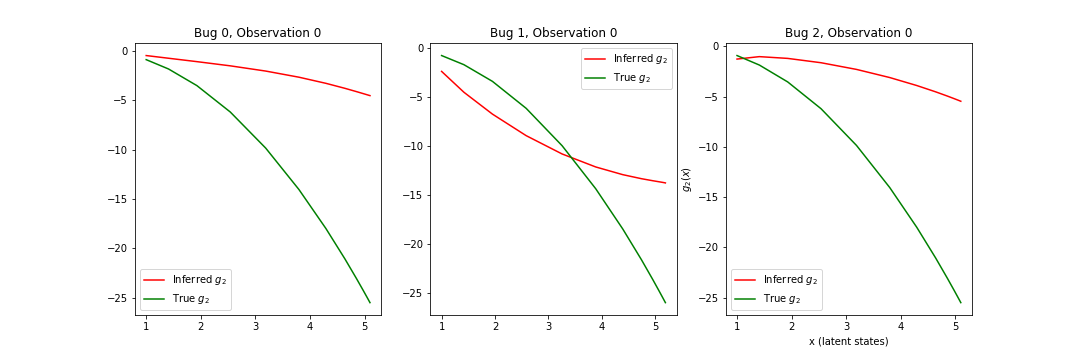 Bug 0, Observation 0
0
−5
−10
−15
−20
−25
1 2 3 4 5
Inferred g₂
True g₂
Bug 1, Observation 0
0
−5
−10
−15
−20
−25
1 2 3 4 5
Inferred g₂
True g₂
Bug 2, Observation 0
g₂(x)
0
−5
−10
−15
−20
−25
1 2 3 4 5
x (latent states)
Inferred g₂
True g₂